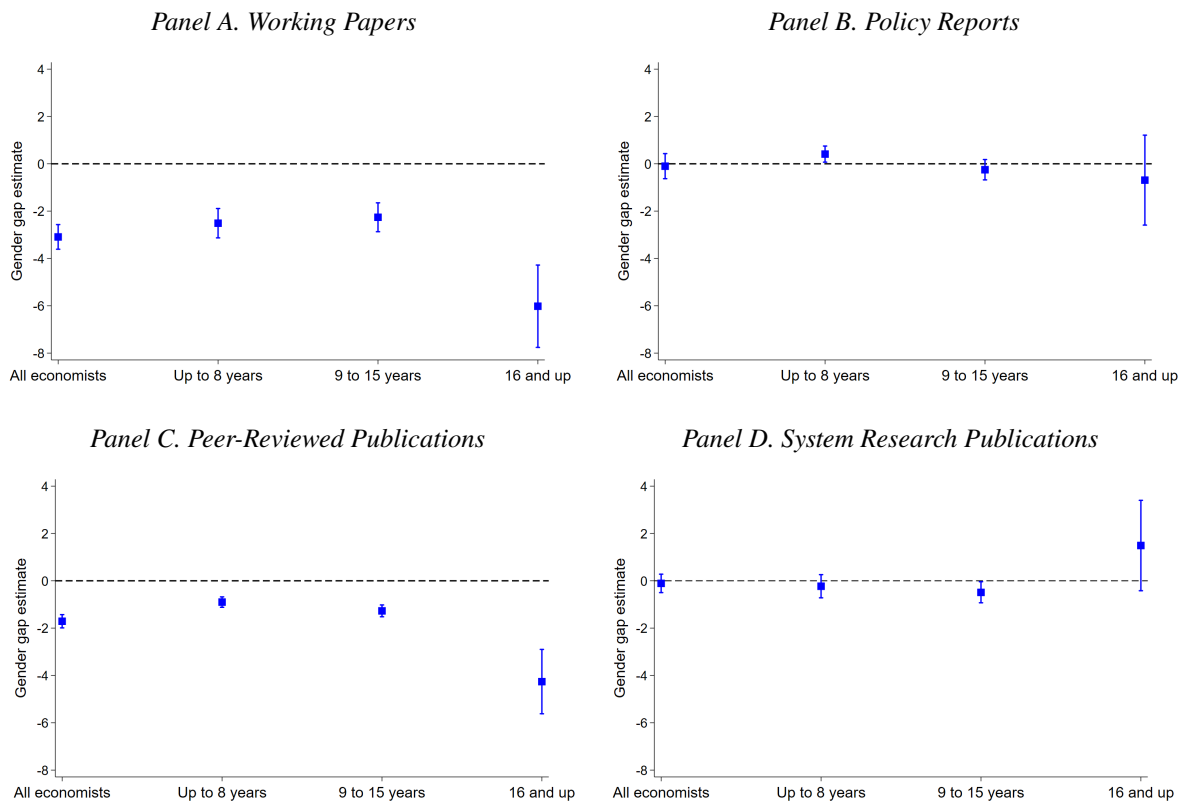 Panel A. Working Papers
Gender gap estimate
4
2
0
-2
-4
-6
-8
All economists Up to 8 years 9 to 15 years 16 and up
Panel B. Policy Reports
Gender gap estimate
4
2
0
-2
-4
-6
-8
All economists Up to 8 years 9 to 15 years 16 and up
Panel C. Peer-Reviewed Publications
Gender gap estimate
4
2
0
-2
-4
-6
-8
All economists Up to 8 years 9 to 15 years 16 and up
Panel D. System Research Publications
Gender gap estimate
4
2
0
-2
-4
-6
-8
All economists Up to 8 years 9 to 15 years 16 and up